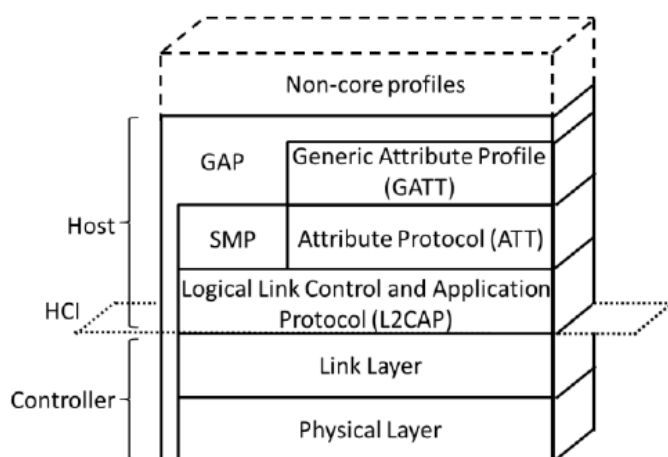 Non-core profiles
GAP
Generic Attribute Profile
(GATT)
Host
SMP
Attribute Protocol (ATT)
Logical Link Control and Application
Protocol (L2CAP)
HCI
Link Layer
Controller
Physical Layer